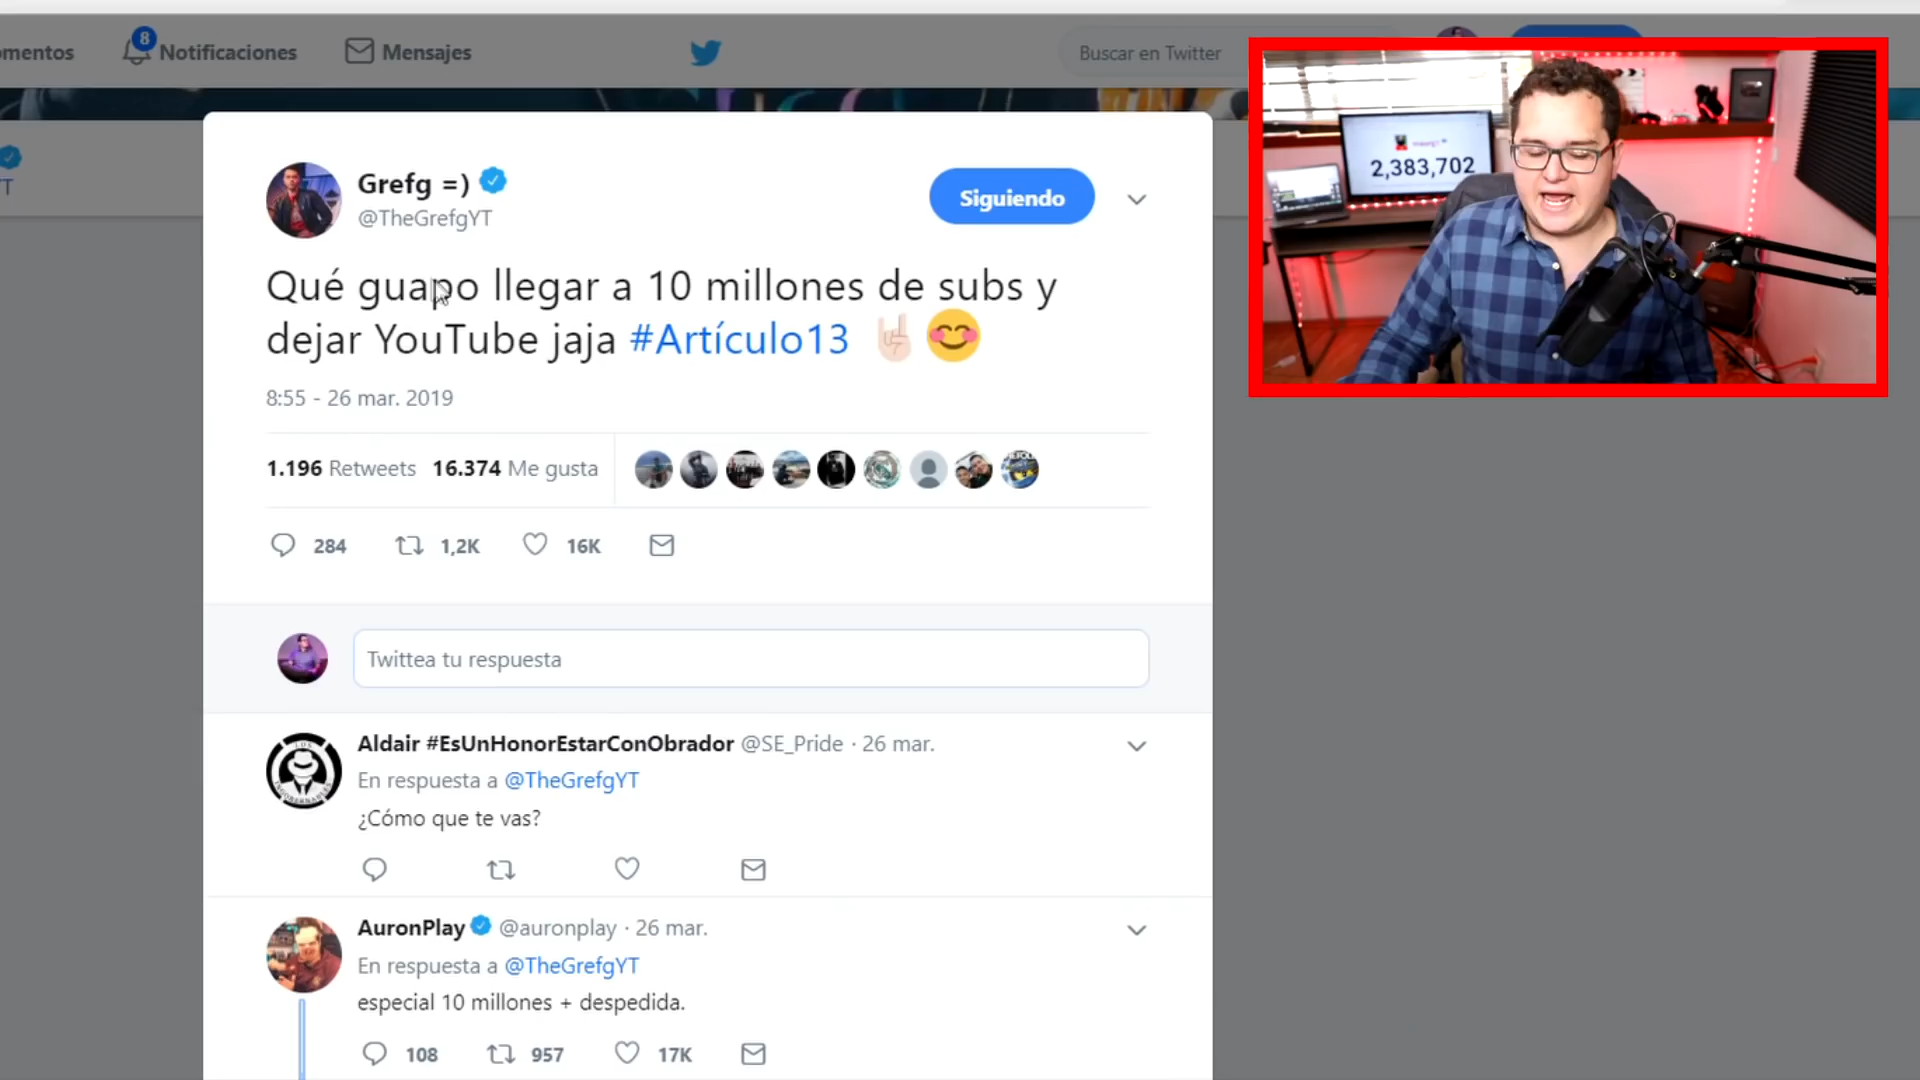 omentos
8
Notificaciones
Mensajes
Buscar en Twitter
2,383,702
T
Grefg =)
@TheGrefgYT
Siguiendo
Qué guapo llegar a 10 millones de subs y
dejar YouTube jaja #Artículo13 🤘🏻😊
8:55 - 26 mar. 2019
1.196 Retweets 16.374 Me gusta
284 1,2K 16K
Twittea tu respuesta
Aldair #EsUnHonorEstarConObrador @SE_Pride · 26 mar.
En respuesta a @TheGrefgYT
¿Cómo que te vas?
AuronPlay @auronplay · 26 mar.
En respuesta a @TheGrefgYT
especial 10 millones + despedida.
108 957 17K